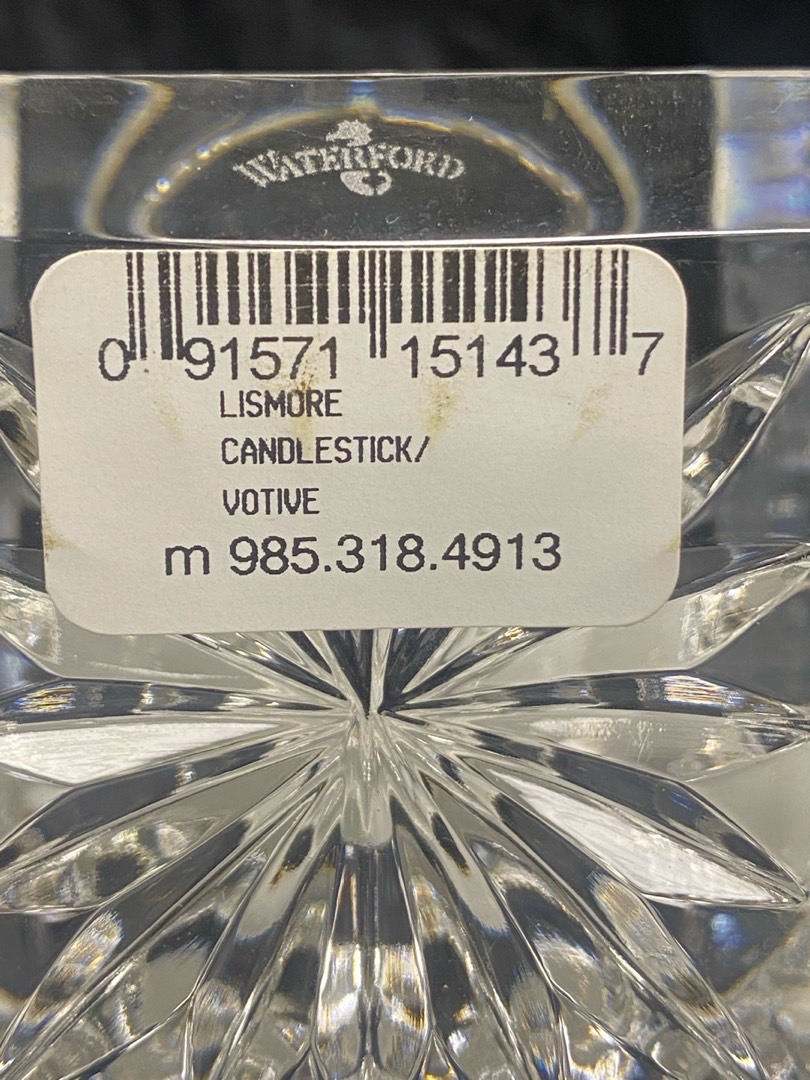 WATERFORD
0 91571 15143 7
LISMORE
CANDLESTICK/
VOTIVE
m 985.318.4913